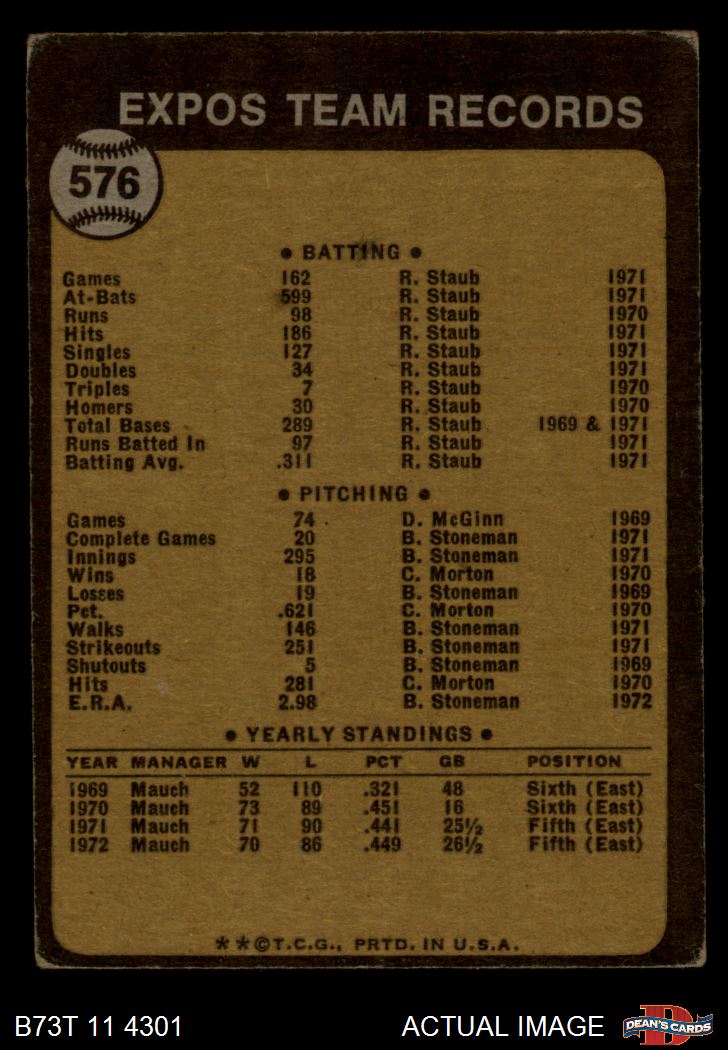 EXPOS TEAM RECORDS
576
● BATTING ●
Games 162 R. Staub 1971
At-Bats 599 R. Staub 1971
Runs 98 R. Staub 1970
Hits 186 R. Staub 1971
Singles 127 R. Staub 1971
Doubles 34 R. Staub 1971
Triples 7 R. Staub 1970
Homers 30 R. Staub 1970
Total Bases 289 R. Staub 1969 & 1971
Runs Batted In 97 R. Staub 1971
Batting Avg. .311 R. Staub 1971
● PITCHING ●
Games 74 D. McGinn 1969
Complete Games 20 B. Stoneman 1971
Innings 295 B. Stoneman 1971
Wins 18 C. Morton 1970
Losses 19 B. Stoneman 1969
Pct. .621 C. Morton 1970
Walks 146 B. Stoneman 1971
Strikeouts 251 B. Stoneman 1971
Shutouts 5 B. Stoneman 1969
Hits 281 C. Morton 1970
E.R.A. 2.98 B. Stoneman 1972
● YEARLY STANDINGS ●
YEAR MANAGER W L PCT GB POSITION
1969 Mauch 52 110 .321 48 Sixth (East)
1970 Mauch 73 89 .451 16 Sixth (East)
1971 Mauch 71 90 .441 25½ Fifth (East)
1972 Mauch 70 86 .449 26½ Fifth (East)
**©T.C.G., PRTD. IN U.S.A.
B73T 11 4301 ACTUAL IMAGE D DEAN'S CARDS